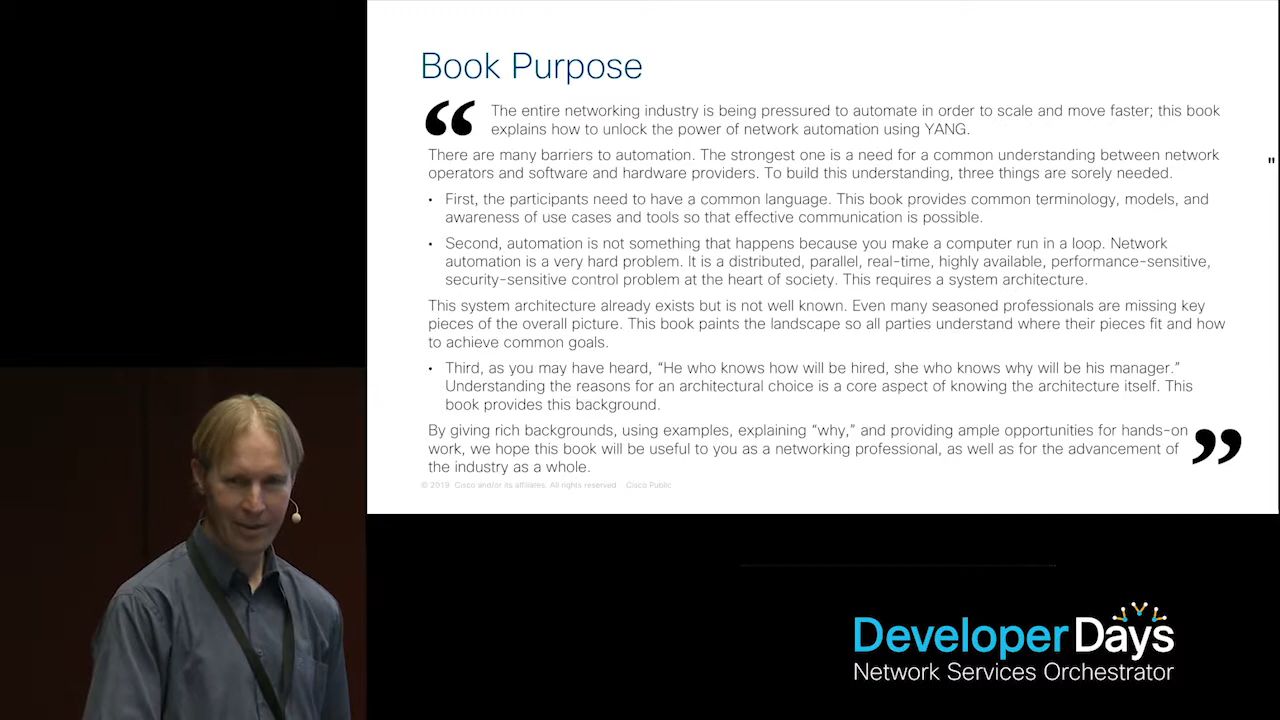 Book Purpose
“ The entire networking industry is being pressured to automate in order to scale and move faster; this book
explains how to unlock the power of network automation using YANG.
There are many barriers to automation. The strongest one is a need for a common understanding between network
operators and software and hardware providers. To build this understanding, three things are sorely needed.
• First, the participants need to have a common language. This book provides common terminology, models, and
awareness of use cases and tools so that effective communication is possible.
• Second, automation is not something that happens because you make a computer run in a loop. Network
automation is a very hard problem. It is a distributed, parallel, real-time, highly available, performance-sensitive,
security-sensitive control problem at the heart of society. This requires a system architecture.
This system architecture already exists but is not well known. Even many seasoned professionals are missing key
pieces of the overall picture. This book paints the landscape so all parties understand where their pieces fit and how
to achieve common goals.
• Third, as you may have heard, “He who knows how will be hired, she who knows why will be his manager.”
Understanding the reasons for an architectural choice is a core aspect of knowing the architecture itself. This
book provides this background.
By giving rich backgrounds, using examples, explaining “why,” and providing ample opportunities for hands-on
work, we hope this book will be useful to you as a networking professional, as well as for the advancement of ”
the industry as a whole.
© 2019 Cisco and/or its affiliates. All rights reserved Cisco Public
"
DeveloperDays
Network Services Orchestrator